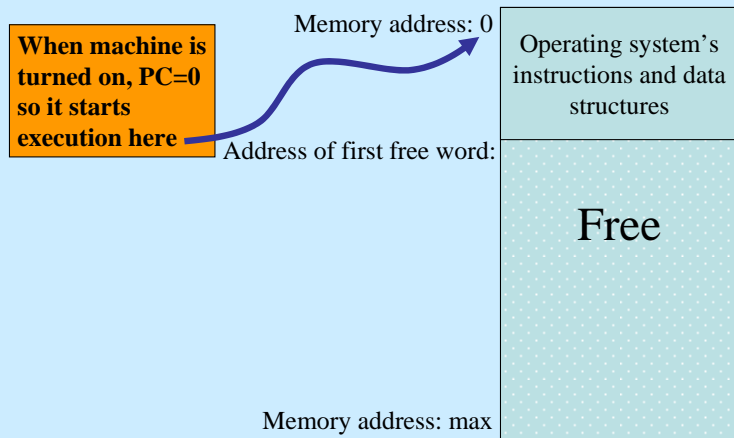 When machine is
turned on, PC=0
so it starts
execution here
Memory address: 0
Operating system's
instructions and data
structures
Address of first free word:
Free
Memory address: max